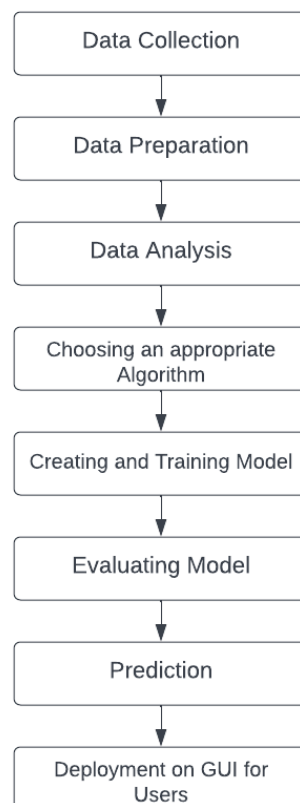 Data Collection
Data Preparation
Data Analysis
Choosing an appropriate
Algorithm
Creating and Training Model
Evaluating Model
Prediction
Deployment on GUI for
Users